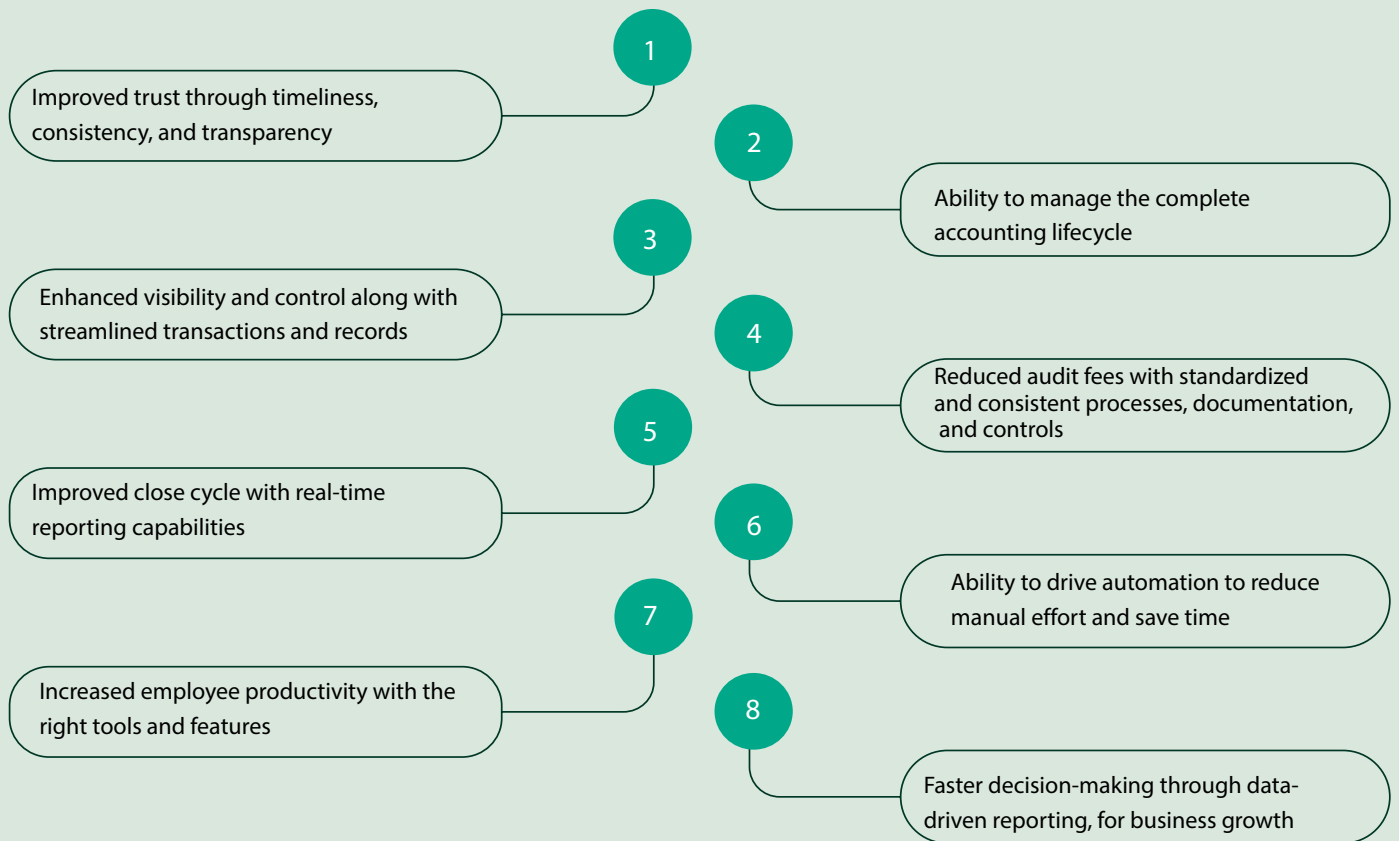 1
Improved trust through timeliness,
consistency, and transparency
2
Ability to manage the complete
accounting lifecycle
3
Enhanced visibility and control along with
streamlined transactions and records
4
Reduced audit fees with standardized
and consistent processes, documentation,
and controls
5
Improved close cycle with real-time
reporting capabilities
6
Ability to drive automation to reduce
manual effort and save time
7
Increased employee productivity with the
right tools and features
8
Faster decision-making through data-
driven reporting, for business growth